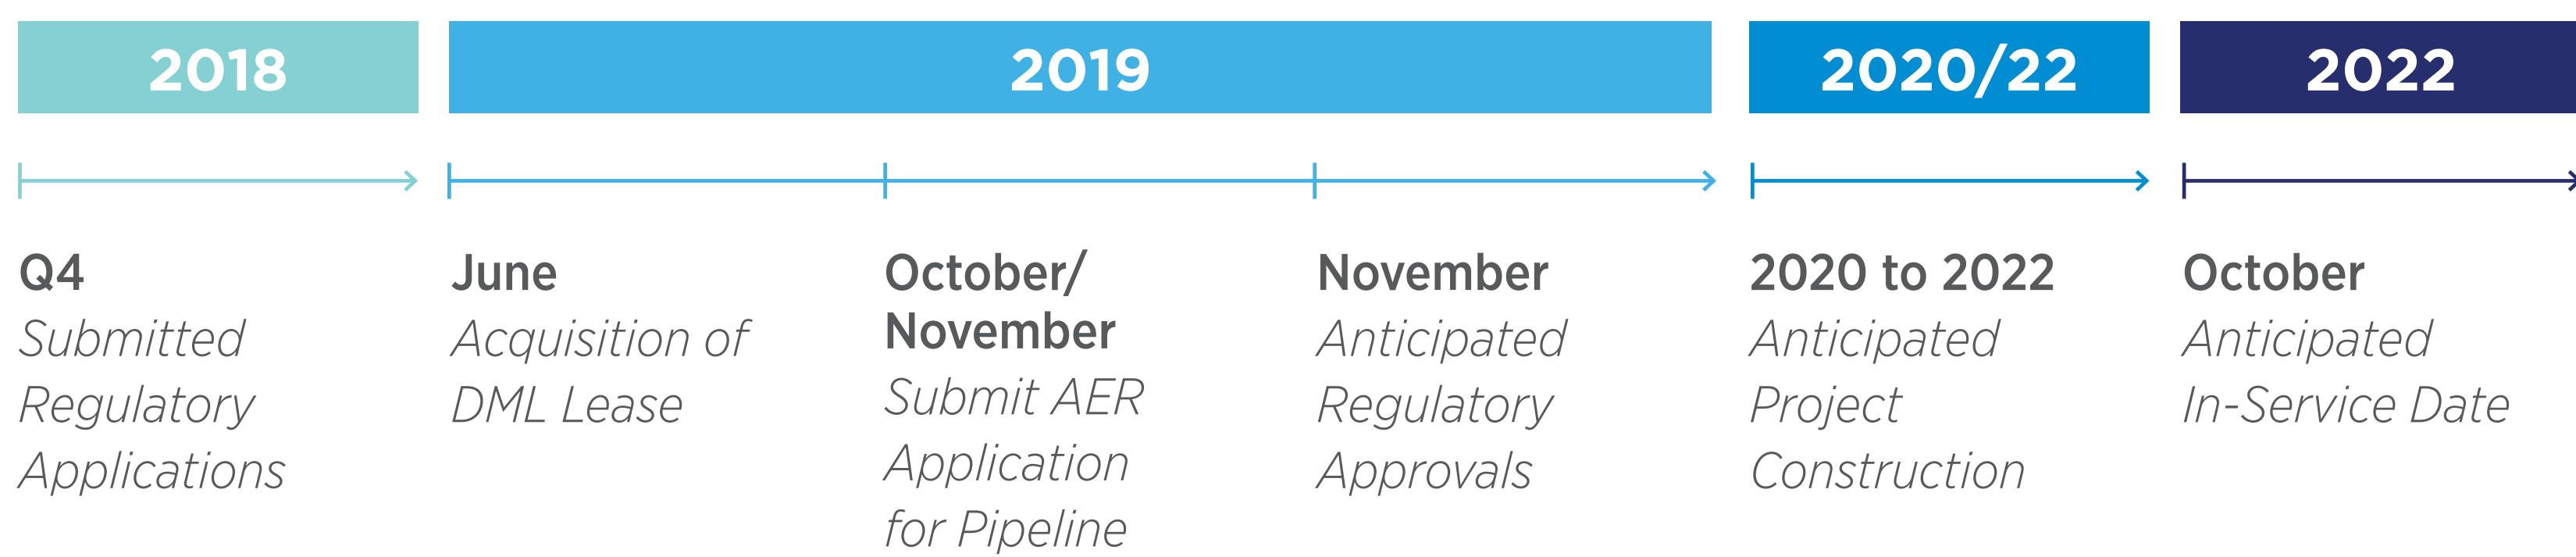 2018
2019
2020/22
2022
Q4
Submitted
Regulatory
Applications
June
Acquisition of
DML Lease
October/
November
Submit AER
Application
for Pipeline
November
Anticipated
Regulatory
Approvals
2020 to 2022
Anticipated
Project
Construction
October
Anticipated
In-Service Date